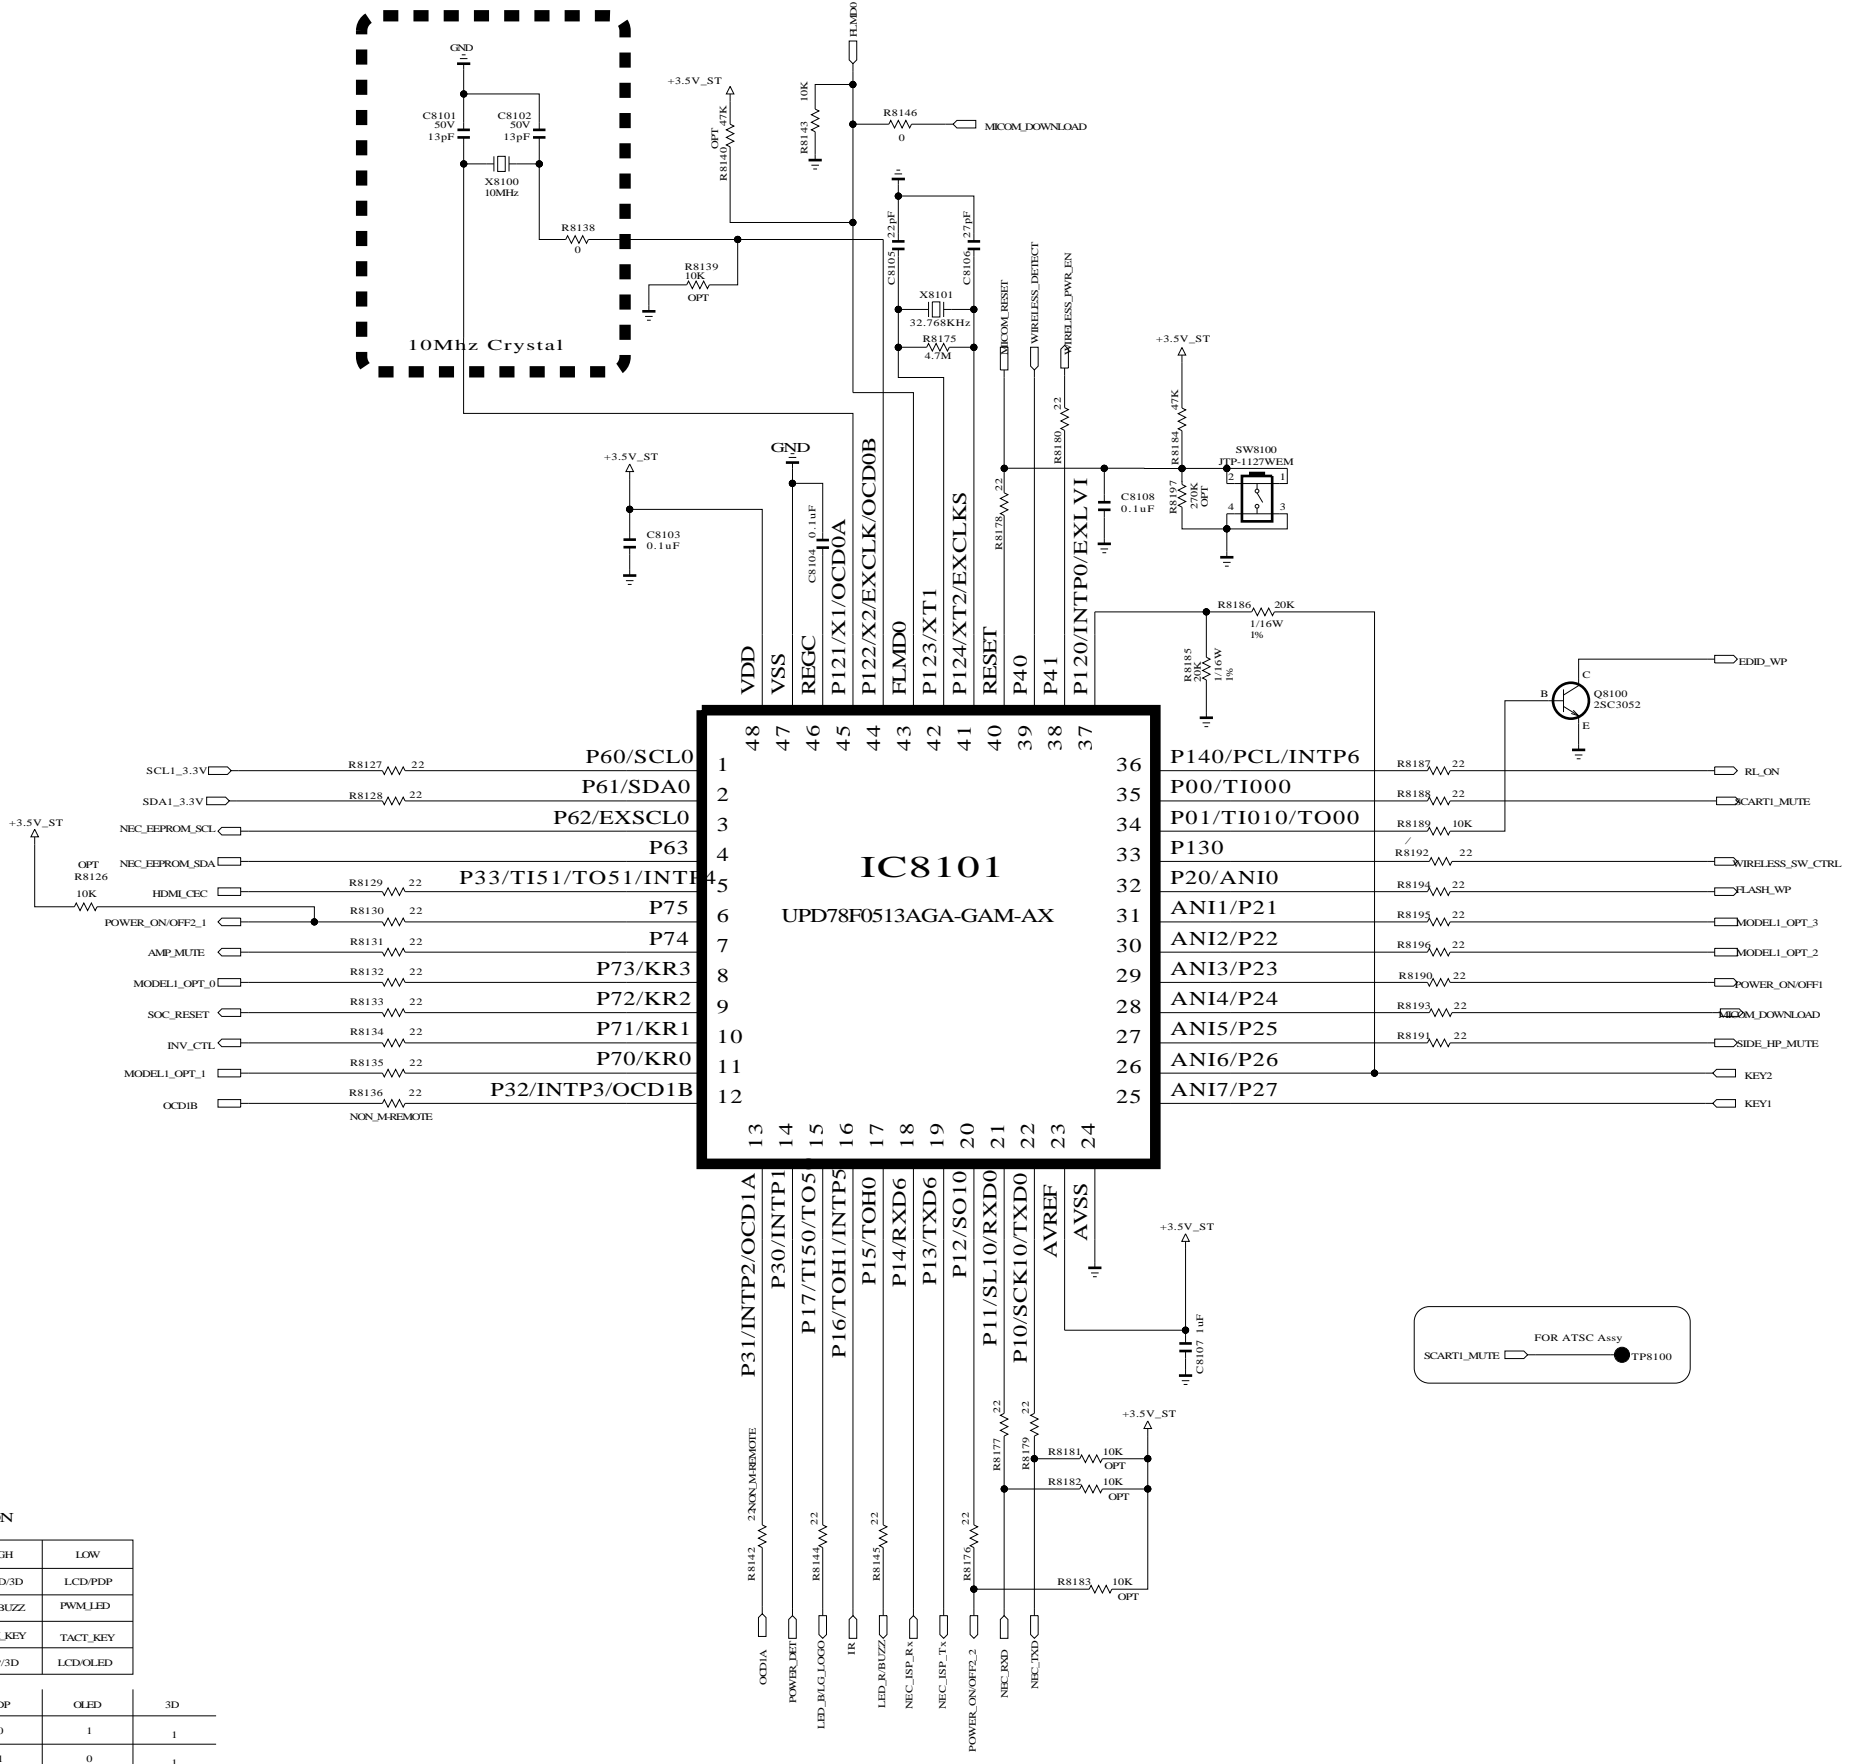 FLMD0
GND
+3.5V_ST
C8101
50V
13pF
C8102
50V
13pF
X8100
10MHz
10Mhz Crystal
R8138
0
R8139
10K
OPT
OPT
R8140
47K
R8143
10K
R8146
0
MICOM_DOWNLOAD
C8105
22pF
C8106
27pF
X8101
32.768KHz
R8175
4.7M
MICOM_RESET
WIRELESS_DETECT
WIRELESS_PWR_EN
R8180
22
+3.5V_ST
R8184
47K
SW8100
JTP-1127WEM
2
1
4
3
R8197
270K
OPT
C8108
0.1uF
R8178
22
+3.5V_ST
C8103
0.1uF
GND
C8104
0.1uF
R8186
20K
1/16W
1%
R8185
20K
1/16W
1%
EDID_WP
C
B
E
Q8100
2SC3052
VDD
VSS
REGC
P121/X1/OCD0A
P122/X2/EXCLK/OCD0B
FLMD0
P123/XT1
P124/XT2/EXCLKS
RESET
P40
P41
P120/INTP0/EXLVI
48
47
46
45
44
43
42
41
40
39
38
37
IC8101
UPD78F0513AGA-GAM-AX
SCL1_3.3V
R8127
22
P60/SCL0
1
SDA1_3.3V
R8128
22
P61/SDA0
2
NEC_EEPROM_SCL
P62/EXSCL0
3
NEC_EEPROM_SDA
P63
4
HDMI_CEC
R8129
22
P33/TI51/TO51/INTP4
5
+3.5V_ST
OPT
R8126
10K
POWER_ON/OFF2_1
R8130
22
P75
6
AMP_MUTE
R8131
22
P74
7
MODEL1_OPT_0
R8132
22
P73/KR3
8
SOC_RESET
R8133
22
P72/KR2
9
INV_CTL
R8134
22
P71/KR1
10
MODEL1_OPT_1
R8135
22
P70/KR0
11
OCD1B
R8136
22
NON_M-REMOTE
P32/INTP3/OCD1B
12
36
P140/PCL/INTP6
R8187
22
RL_ON
35
P00/TI000
R8188
22
SCART1_MUTE
34
P01/TI010/TO00
R8189
10K
33
P130
R8192
22
WIRELESS_SW_CTRL
32
P20/ANI0
R8194
22
FLASH_WP
31
ANI1/P21
R8195
22
MODEL1_OPT_3
30
ANI2/P22
R8196
22
MODEL1_OPT_2
29
ANI3/P23
R8190
22
POWER_ON/OFF1
28
ANI4/P24
R8193
22
MICOM_DOWNLOAD
27
ANI5/P25
R8191
22
SIDE_HP_MUTE
26
ANI6/P26
KEY2
25
ANI7/P27
KEY1
13
14
15
16
17
18
19
20
21
22
23
24
P31/INTP2/OCD1A
P30/INTP1
P17/TI50/TO5
P16/TOH1/INTP5
P15/TOH0
P14/RXD6
P13/TXD6
P12/SO10
P11/SL10/RXD0
P10/SCK10/TXD0
AVREF
AVSS
+3.5V_ST
C8107
1uF
FOR ATSC Assy
SCART1_MUTE
TP8100
+3.5V_ST
R8177
22
R8179
22
R8181
10K
OPT
R8182
10K
OPT
R8183
10K
OPT
R8142
22
NON_M-REMOTE
R8144
22
R8145
22
R8176
22
OCD1A
POWER_DET
LED_B/LG_LOGO
IR
LED_R/BUZZ
NEC_ISP_Rx
NEC_ISP_Tx
POWER_ON/OFF2_2
NEC_RXD
NEC_TXD
ON
GH
LOW
D/3D
LCD/PDP
BUZZ
PWM_LED
_KEY
TACT_KEY
/3D
LCD/OLED
DP
OLED
3D
0
1
1
1
0
1